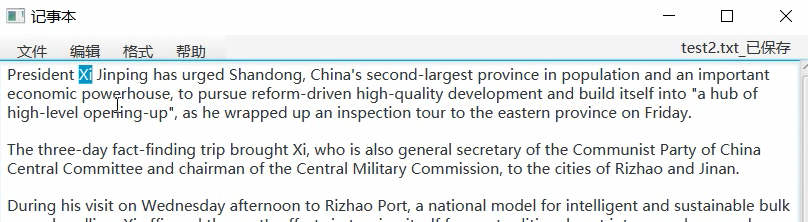 记事本
文件 编辑 格式 帮助 test2.txt_已保存
President Xi Jinping has urged Shandong, China's second-largest province in population and an important
economic powerhouse, to pursue reform-driven high-quality development and build itself into "a hub of
high-level opening-up", as he wrapped up an inspection tour to the eastern province on Friday.
The three-day fact-finding trip brought Xi, who is also general secretary of the Communist Party of China
Central Committee and chairman of the Central Military Commission, to the cities of Rizhao and Jinan.
During his visit on Wednesday afternoon to Rizhao Port, a national model for intelligent and sustainable bulk